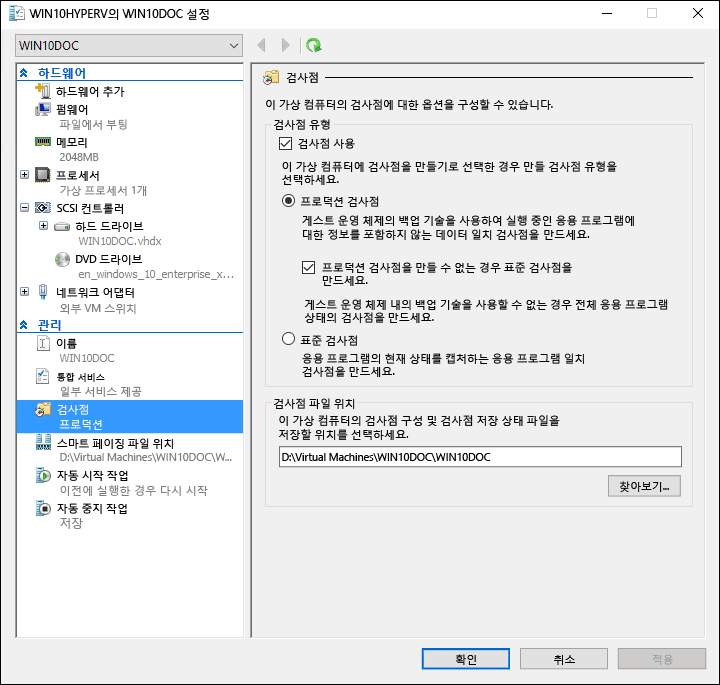 WIN10HYPERV의 WIN10DOC 설정
WIN10DOC
하드웨어
하드웨어 추가
펌웨어
파일에서 부팅
메모리
2048MB
프로세서
가상 프로세서 1개
SCSI 컨트롤러
하드 드라이브
WIN10DOC.vhdx
DVD 드라이브
en_windows_10_enterprise_x...
네트워크 어댑터
외부 VM 스위치
관리
이름
WIN10DOC
통합 서비스
일부 서비스 제공
검사점
프로덕션
스마트 페이징 파일 위치
D:\Virtual Machines\WIN10DOC\W...
자동 시작 작업
이전에 실행한 경우 다시 시작
자동 중지 작업
저장
검사점
이 가상 컴퓨터의 검사점에 대한 옵션을 구성할 수 있습니다.
검사점 유형
검사점 사용
이 가상 컴퓨터에 검사점을 만들기로 선택한 경우 만들 검사점 유형을
선택하세요.
프로덕션 검사점
게스트 운영 체제의 백업 기술을 사용하여 실행 중인 응용 프로그램에
대한 정보를 포함하지 않는 데이터 일치 검사점을 만드세요.
프로덕션 검사점을 만들 수 없는 경우 표준 검사점을
만드세요.
게스트 운영 체제 내의 백업 기술을 사용할 수 없는 경우 전체 응용 프로그램
상태의 검사점을 만드세요.
표준 검사점
응용 프로그램의 현재 상태를 캡처하는 응용 프로그램 일치
검사점을 만드세요.
검사점 파일 위치
이 가상 컴퓨터의 검사점 구성 및 검사점 저장 상태 파일을
저장할 위치를 선택하세요.
D:\Virtual Machines\WIN10DOC\WIN10DOC
찾아보기...
확인
취소
적용